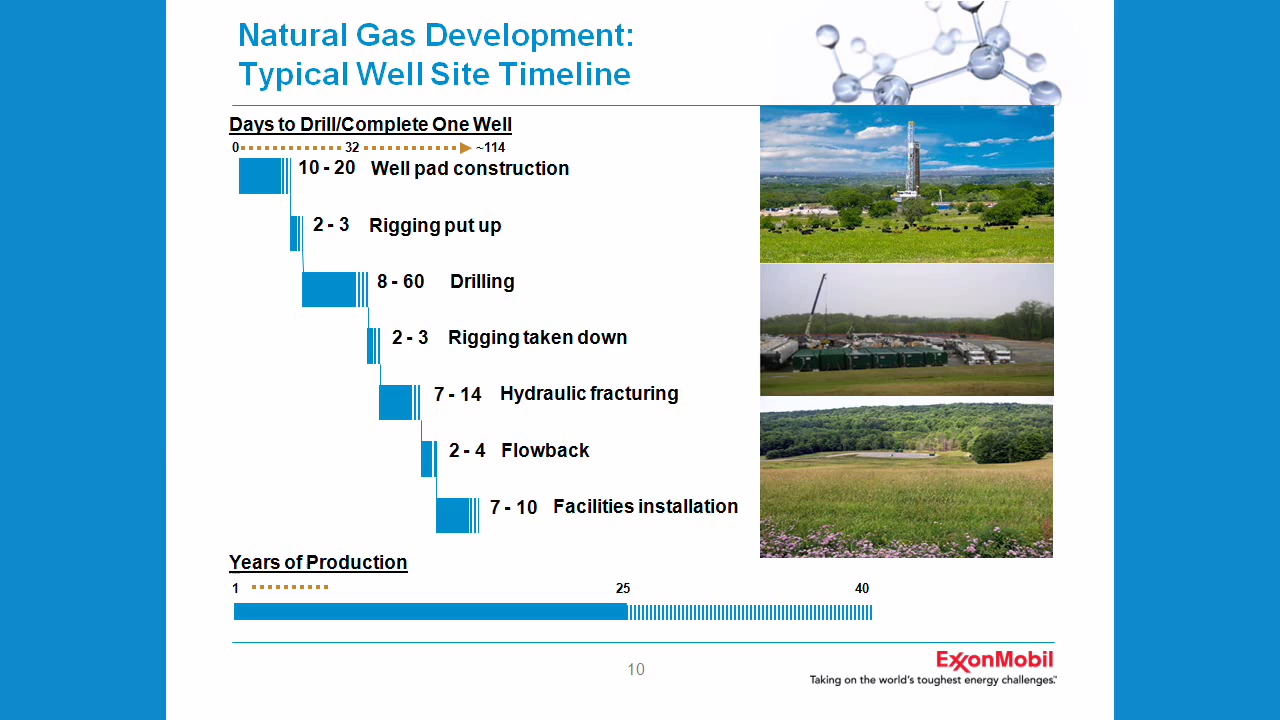 Natural Gas Development:
Typical Well Site Timeline
Days to Drill/Complete One Well
0 32 ~114
10 - 20 Well pad construction
2 - 3 Rigging put up
8 - 60 Drilling
2 - 3 Rigging taken down
7 - 14 Hydraulic fracturing
2 - 4 Flowback
7 - 10 Facilities installation
Years of Production
1 25 40
10
ExxonMobil
Taking on the world's toughest energy challenges.™